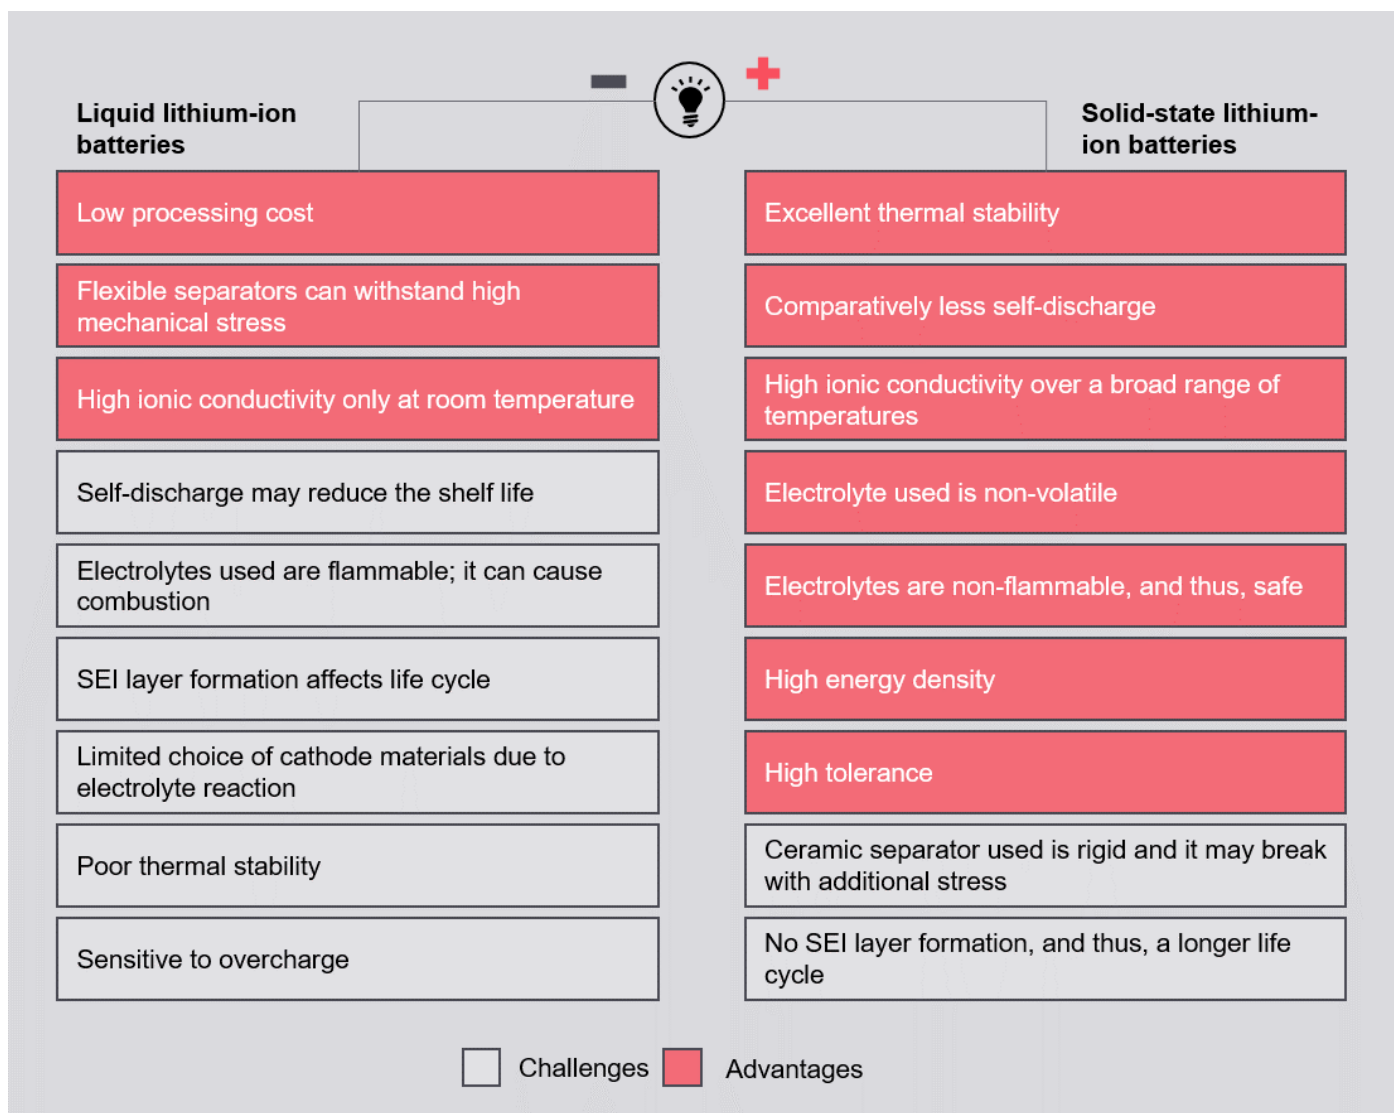 Liquid lithium-ion
batteries
Low processing cost
Flexible separators can withstand high
mechanical stress
High ionic conductivity only at room temperature
Self-discharge may reduce the shelf life
Electrolytes used are flammable; it can cause
combustion
SEI layer formation affects life cycle
Limited choice of cathode materials due to
electrolyte reaction
Poor thermal stability
Sensitive to overcharge
Solid-state lithium-
ion batteries
Excellent thermal stability
Comparatively less self-discharge
High ionic conductivity over a broad range of
temperatures
Electrolyte used is non-volatile
Electrolytes are non-flammable, and thus, safe
High energy density
High tolerance
Ceramic separator used is rigid and it may break
with additional stress
No SEI layer formation, and thus, a longer life
cycle
Challenges
Advantages